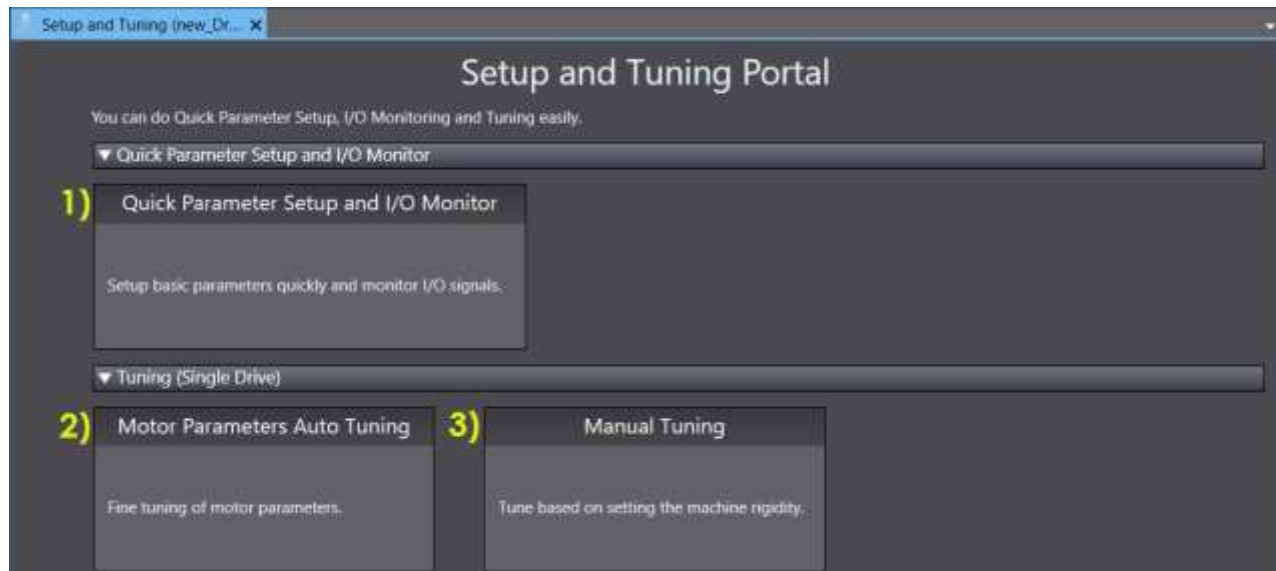 Setup and Tuning (new_Dr...
Setup and Tuning Portal
You can do Quick Parameter Setup, I/O Monitoring and Tuning easily.
Quick Parameter Setup and I/O Monitor
1) Quick Parameter Setup and I/O Monitor
Setup basic parameters quickly and monitor I/O signals.
Tuning (Single Drive)
2) Motor Parameters Auto Tuning
Fine tuning of motor parameters.
3) Manual Tuning
Tune based on setting the machine rigidity.